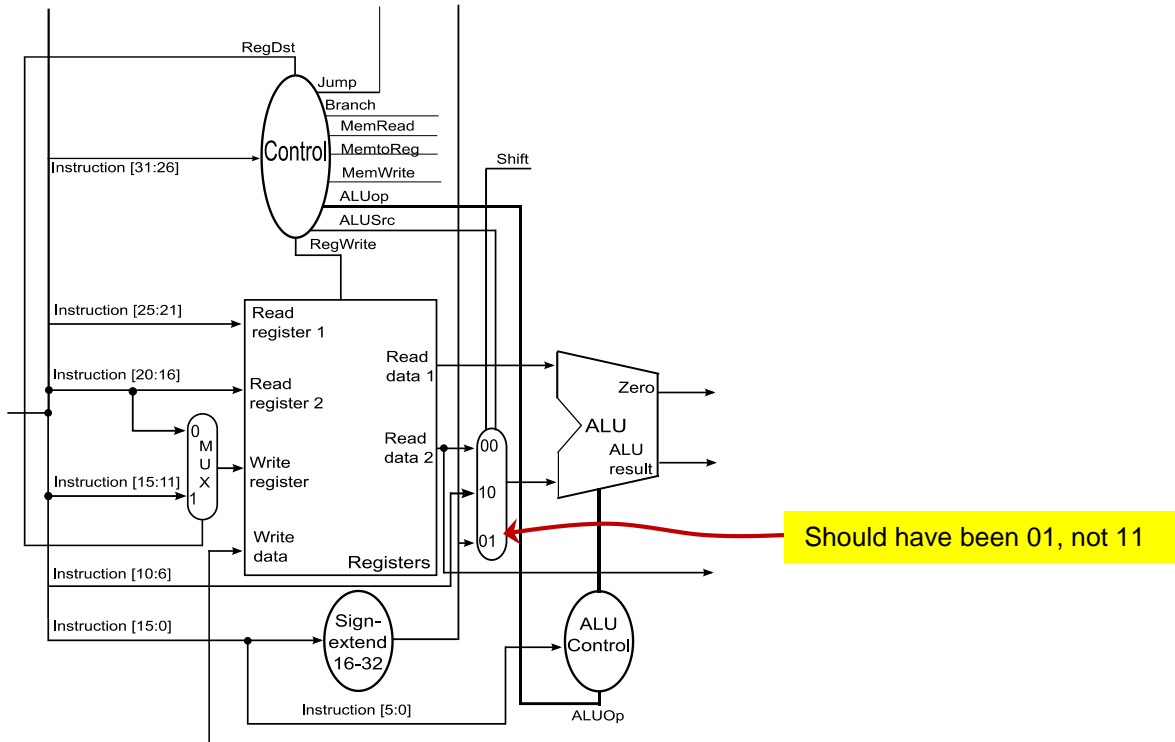 RegDst
Jump
Branch
MemRead
Control
MemtoReg
Shift
Instruction [31:26]
MemWrite
ALUop
ALUSrc
RegWrite
Instruction [25:21]
Read
register 1
Read
data 1
Instruction [20:16]
Read
register 2
Zero
0
M
U
X
1
ALU
Read
data 2
00
ALU
result
Write
register
Instruction [15:11]
10
Write
data
01
Should have been 01, not 11
Registers
Instruction [10:6]
Sign-
extend
16-32
ALU
Control
Instruction [15:0]
Instruction [5:0]
ALUOp